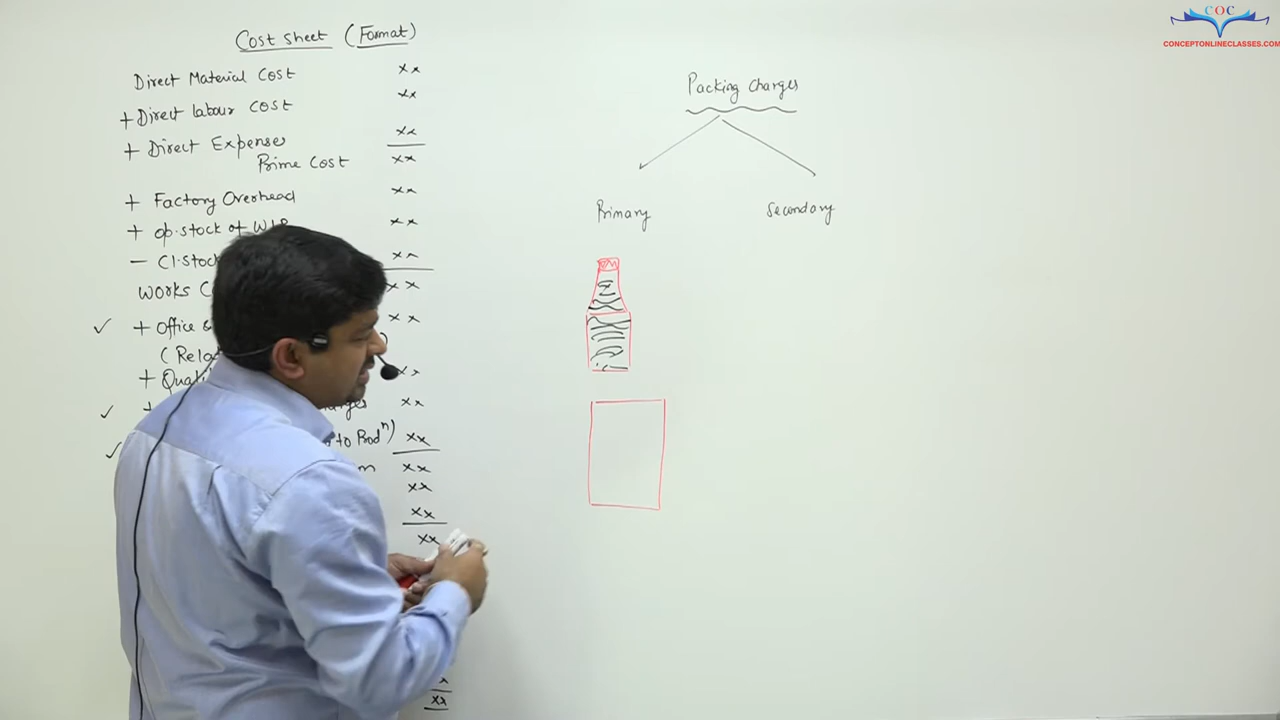 COC
CONCEPTONLINECLASSES.COM
Cost Sheet (Format)
Direct Material Cost xx
+ Direct labour Cost xx
+ Direct Expenses xx
Prime Cost xx
+ Factory Overhead xx
+ op. stock of WIP xx
- Cl. stock xx
Works xx
✓ + Office xx
(Rela
+ Qual xx
✓ + xx
✓ to Prodⁿ) xx
xx
xx
xx
xx
xx
Packing Charges
Primary Secondary